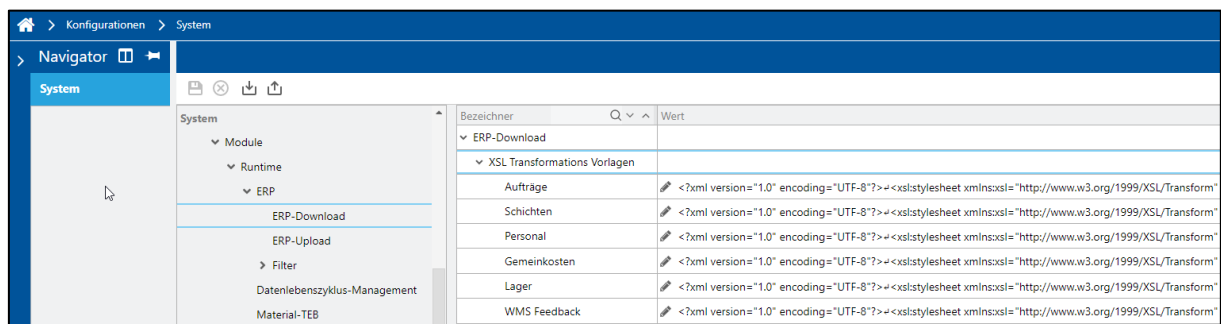 Konfigurationen > System
Navigator
System
System
Module
Runtime
ERP
ERP-Download
ERP-Upload
Filter
Datenlebenszyklus-Management
Material-TEB
Bezeichner Wert
ERP-Download
XSL Transformations Vorlagen
Aufträge <?xml version="1.0" encoding="UTF-8"?>↵<xsl:stylesheet xmlns:xsl="http://www.w3.org/1999/XSL/Transform"
Schichten <?xml version="1.0" encoding="UTF-8"?>↵<xsl:stylesheet xmlns:xsl="http://www.w3.org/1999/XSL/Transform"
Personal <?xml version="1.0" encoding="UTF-8"?>↵<xsl:stylesheet xmlns:xsl="http://www.w3.org/1999/XSL/Transform"
Gemeinkosten <?xml version="1.0" encoding="UTF-8"?>↵<xsl:stylesheet xmlns:xsl="http://www.w3.org/1999/XSL/Transform"
Lager <?xml version="1.0" encoding="UTF-8"?>↵<xsl:stylesheet xmlns:xsl="http://www.w3.org/1999/XSL/Transform"
WMS Feedback <?xml version="1.0" encoding="UTF-8"?>↵<xsl:stylesheet xmlns:xsl="http://www.w3.org/1999/XSL/Transform"